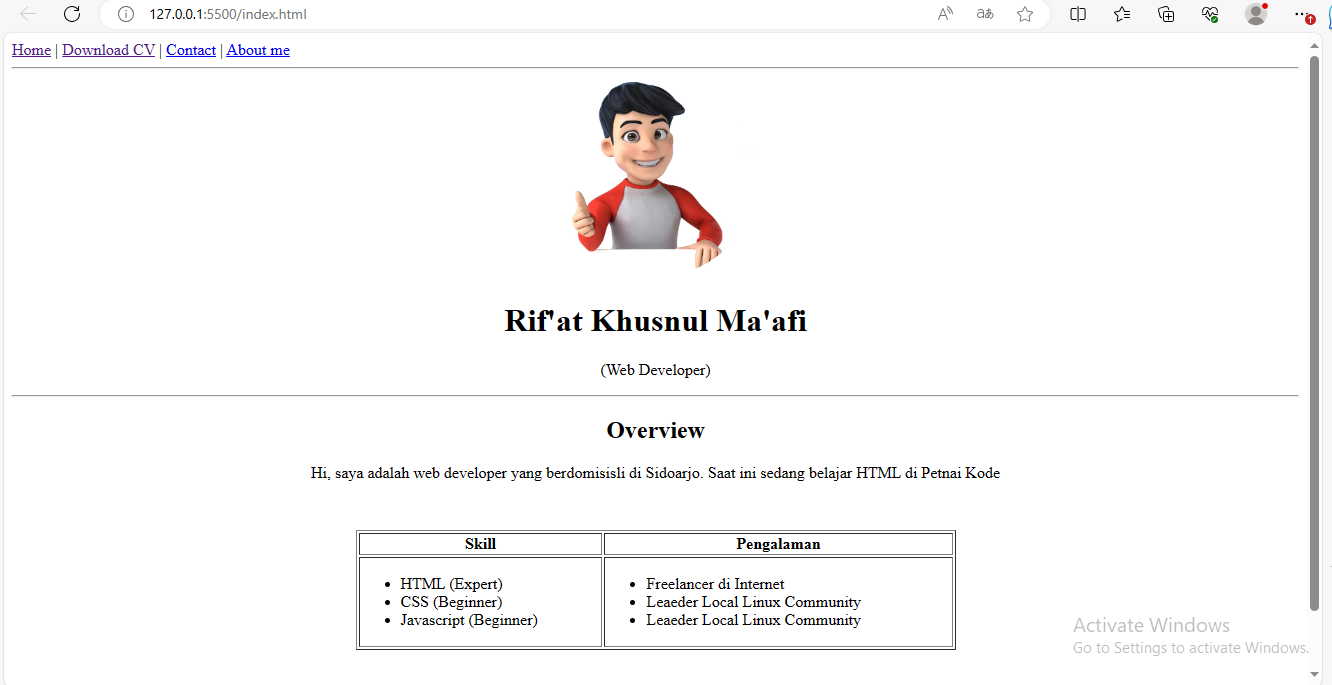 127.0.0.1:5500/index.html
Home | Download CV | Contact | About me
Rif'at Khusnul Ma'afi
(Web Developer)
Overview
Hi, saya adalah web developer yang berdomisisli di Sidoarjo. Saat ini sedang belajar HTML di Petnai Kode
Skill
Pengalaman
HTML (Expert)
CSS (Beginner)
Javascript (Beginner)
Freelancer di Internet
Leaeder Local Linux Community
Leaeder Local Linux Community
Activate Windows
Go to Settings to activate Windows.